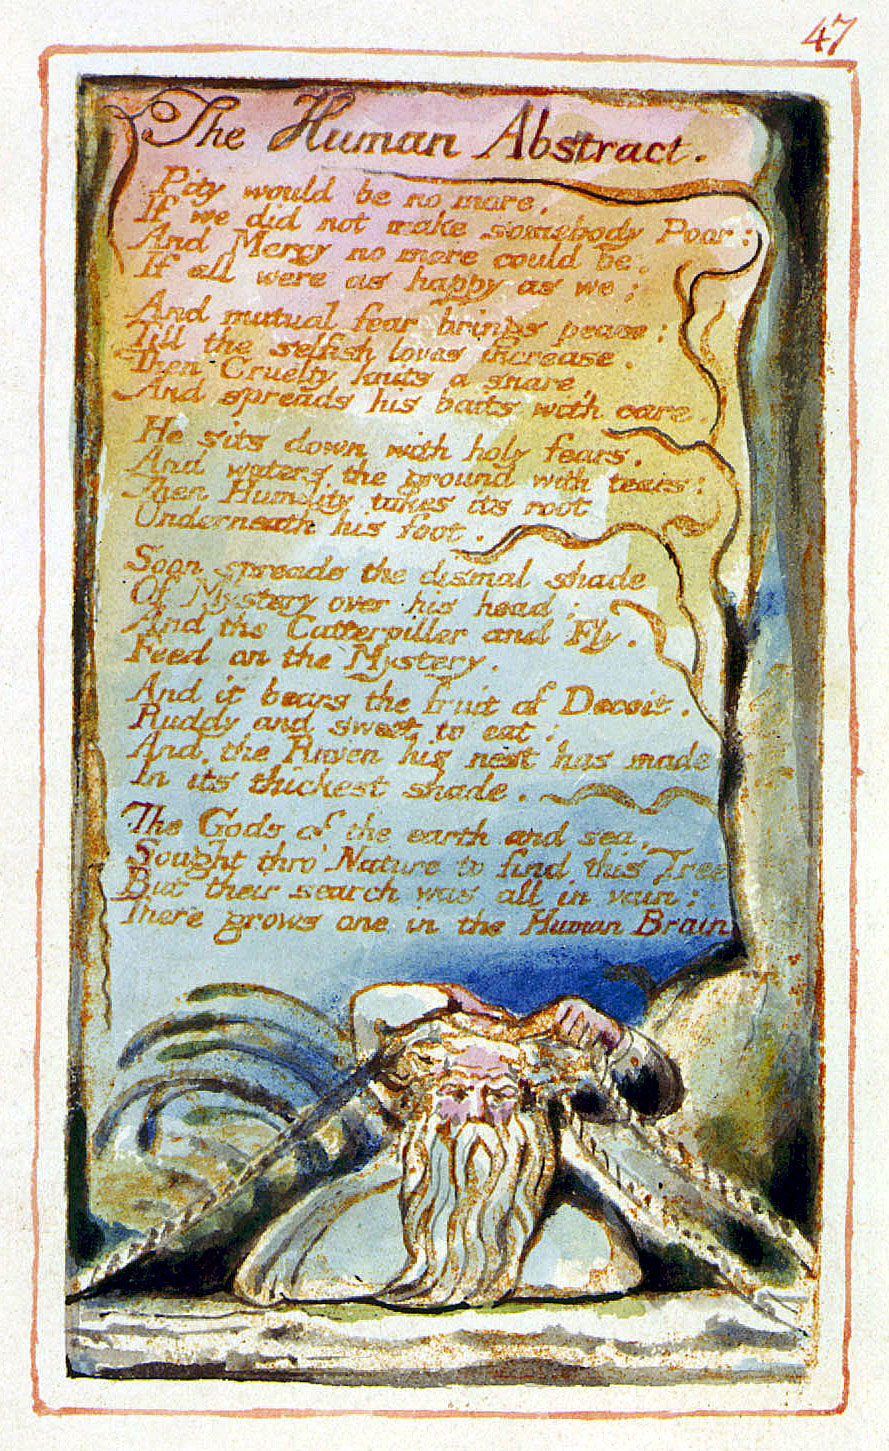 47
The Human Abstract.
Pity would be no more,
If we did not make somebody Poor:
And Mercy no more could be,
If all were as happy as we;
And mutual fear brings peace:
Till the selfish loves increase.
Then Cruelty knits a snare
And spreads his baits with care
He sits down with holy fears.
And waters the ground with tears:
Then Humility takes its root
Underneath his foot.
Soon spreads the dismal shade
Of Mystery over his head;
And the Catterpiller and Fly.
Feed on the Mystery.
And it bears the fruit of Deceit.
Ruddy and sweet to eat:
And the Raven his nest has made
In its thickest shade.
The Gods of the earth and sea,
Sought thro' Nature to find this Tree
But their search was all in vain:
There grows one in the Human Brain